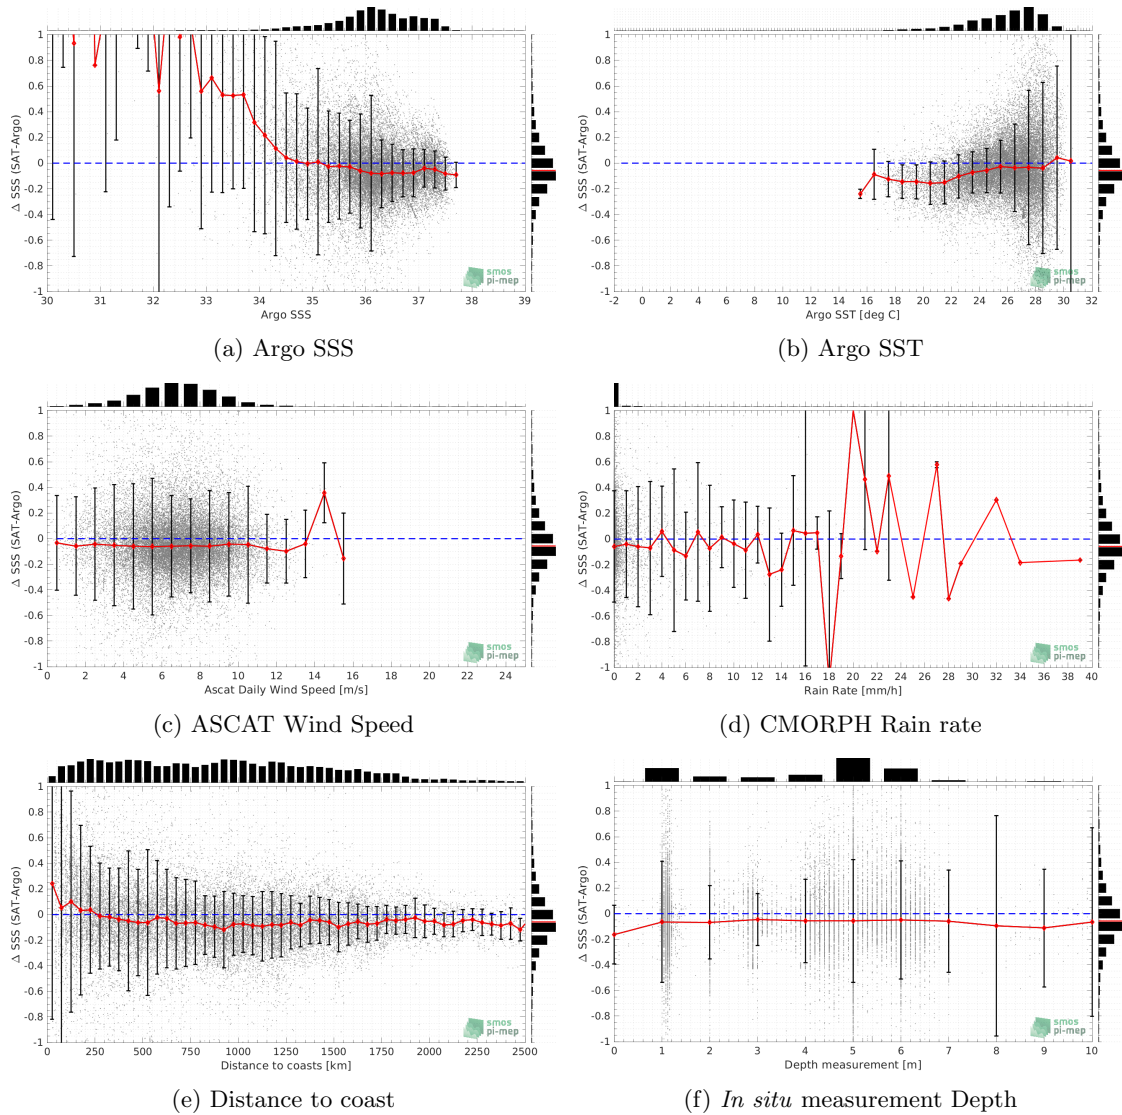 1
0.8
0.6
0.4
0.2
0
-0.2
-0.4
-0.6
-0.8
-1
Δ SSS (SAT-Argo)
smos
pi-mep
30 31 32 33 34 35 36 37 38 39
Argo SSS
(a) Argo SSS
1
0.8
0.6
0.4
0.2
0
-0.2
-0.4
-0.6
-0.8
-1
Δ SSS (SAT-Argo)
smos
pi-mep
-2 0 2 4 6 8 10 12 14 16 18 20 22 24 26 28 30 32
Argo SST [deg C]
(b) Argo SST
1
0.8
0.6
0.4
0.2
0
-0.2
-0.4
-0.6
-0.8
-1
Δ SSS (SAT-Argo)
smos
pi-mep
0 2 4 6 8 10 12 14 16 18 20 22 24
Ascat Daily Wind Speed [m/s]
(c) ASCAT Wind Speed
1
0.8
0.6
0.4
0.2
0
-0.2
-0.4
-0.6
-0.8
-1
Δ SSS (SAT-Argo)
smos
pi-mep
0 2 4 6 8 10 12 14 16 18 20 22 24 26 28 30 32 34 36 38 40
Rain Rate [mm/h]
(d) CMORPH Rain rate
1
0.8
0.6
0.4
0.2
0
-0.2
-0.4
-0.6
-0.8
-1
Δ SSS (SAT-Argo)
smos
pi-mep
0 250 500 750 1000 1250 1500 1750 2000 2250 2500
Distance to coasts [km]
(e) Distance to coast
1
0.8
0.6
0.4
0.2
0
-0.2
-0.4
-0.6
-0.8
-1
Δ SSS (SAT-Argo)
smos
pi-mep
0 1 2 3 4 5 6 7 8 9 10
Depth measurement [m]
(f) In situ measurement Depth